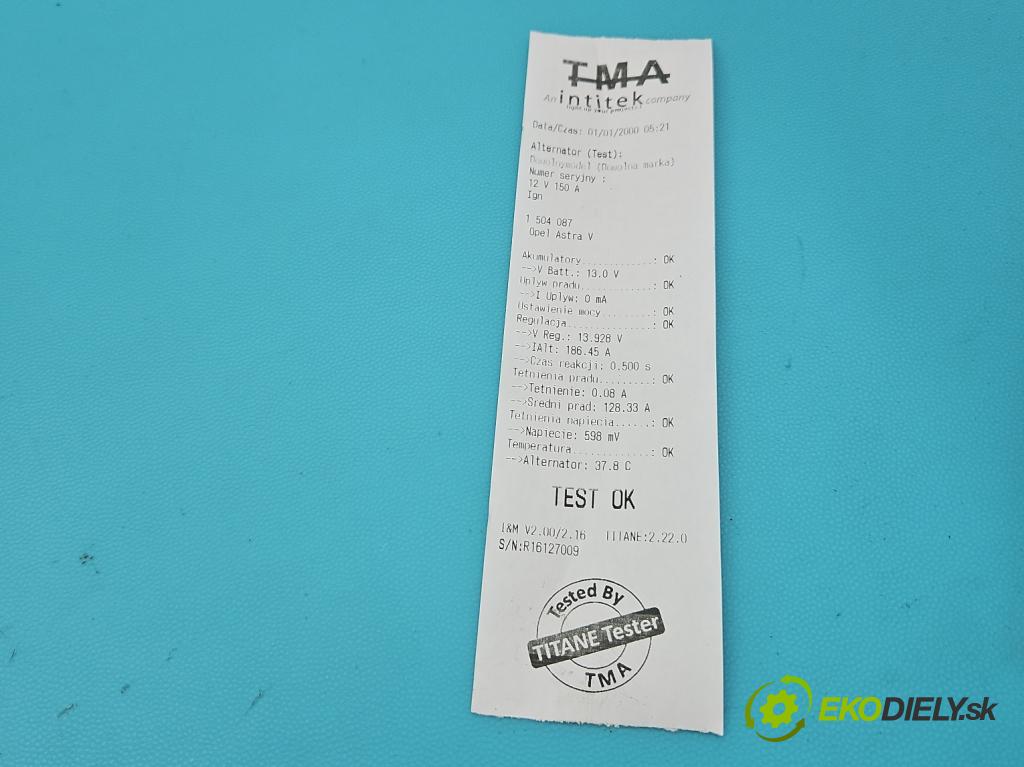 TMA
An intitek company
light up your projects!
Data/Czas: 01/01/2000 05:21
Alternator (Test):
Dowolnymodel (Dowolna marka)
Numer seryjny :
12 V 150 A
Ign
1 504 087
Opel Astra V
Akumulatory............: OK
-->V Batt.: 13.0 V
Uplyw pradu............: OK
-->I Uplyw: 0 mA
Ustawienie mocy........: OK
Regulacja..............: OK
-->V Reg.: 13.928 V
-->IAlt: 186.45 A
-->Czas reakcji: 0.500 s
Tetnienia pradu........: OK
-->Tetnienie: 0.08 A
-->Sredni prad: 128.33 A
Tetnienia napiecia.....: OK
-->Napiecie: 598 mV
Temperatura............: OK
-->Alternator: 37.8 C
TEST OK
I&M V2.00/2.16 TITANE:2.22.0
S/N:R16127009
Tested By
TITANE Tester
TMA
EKODIELY.sk